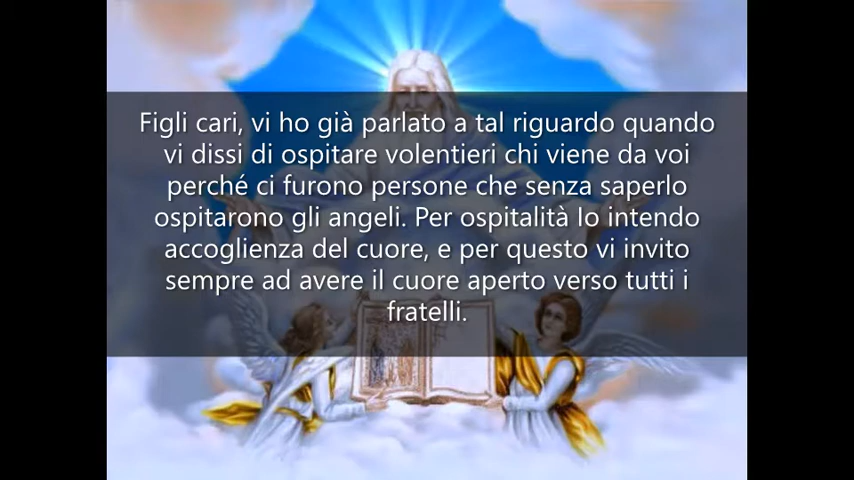 Figli cari, vi ho già parlato a tal riguardo quando
vi dissi di ospitare volentieri chi viene da voi
perché ci furono persone che senza saperlo
ospitarono gli angeli. Per ospitalità Io intendo
accoglienza del cuore, e per questo vi invito
sempre ad avere il cuore aperto verso tutti i
fratelli.